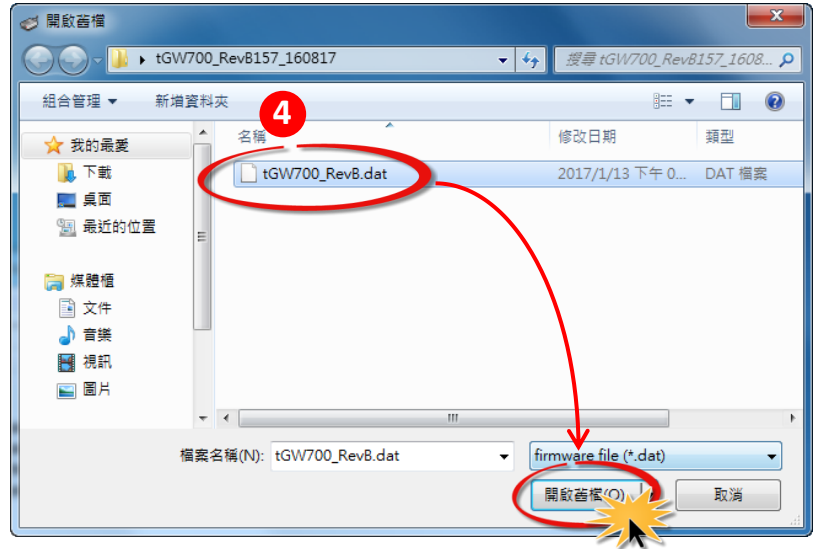 開啟舊檔
tGW700_RevB157_160817
搜尋 tGW700_RevB157_1608...
組合管理 新增資料夾
4
我的最愛
下載
桌面
最近的位置
媒體櫃
文件
音樂
視訊
圖片
名稱 修改日期 類型
tGW700_RevB.dat 2017/1/13 下午 0... DAT 檔案
檔案名稱(N): tGW700_RevB.dat firmware file (*.dat)
開啟舊檔(O) 取消